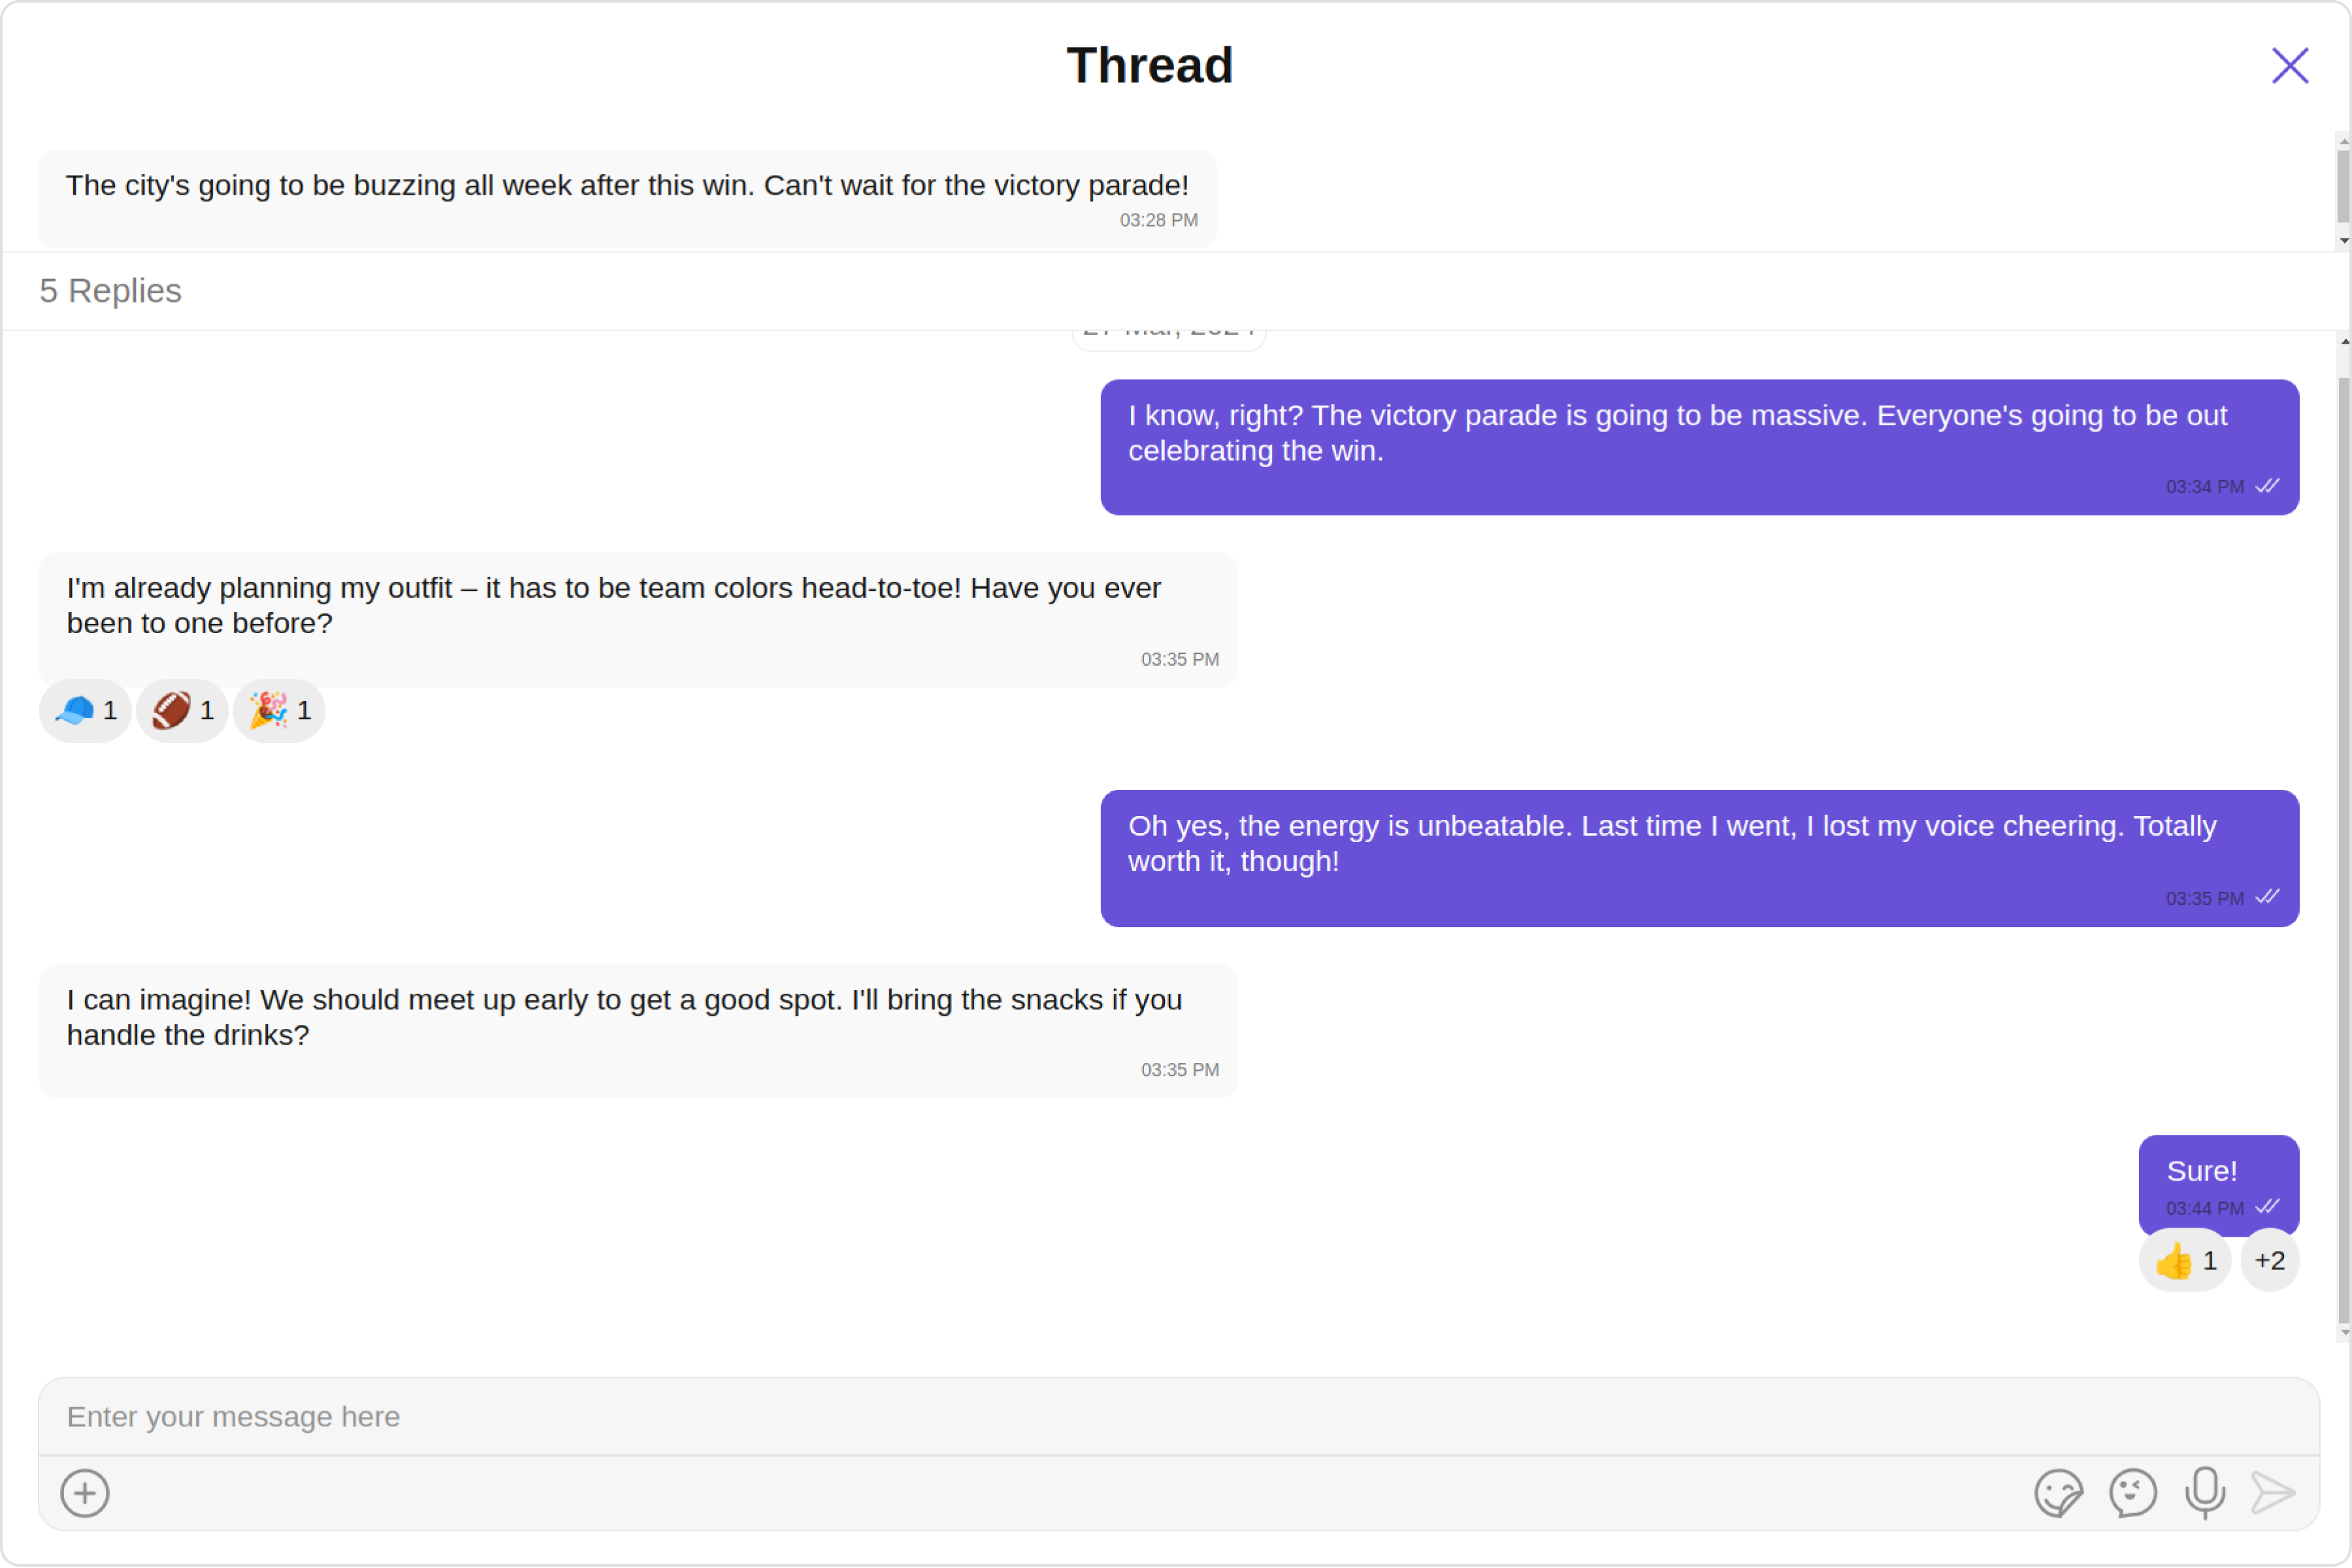 Thread
The city's going to be buzzing all week after this win. Can't wait for the victory parade!
03:28 PM
5 Replies
I know, right? The victory parade is going to be massive. Everyone's going to be out
celebrating the win.
03:34 PM
I'm already planning my outfit – it has to be team colors head-to-toe! Have you ever
been to one before?
03:35 PM
1 1 1
Oh yes, the energy is unbeatable. Last time I went, I lost my voice cheering. Totally
worth it, though!
03:35 PM
I can imagine! We should meet up early to get a good spot. I'll bring the snacks if you
handle the drinks?
03:35 PM
Sure!
03:44 PM
1 +2
Enter your message here